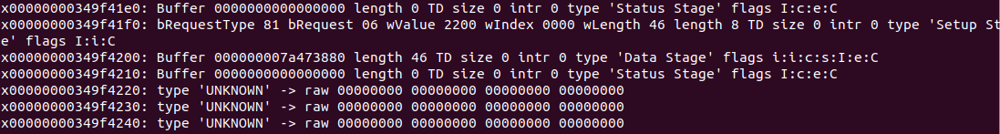 x00000000349f41e0: Buffer 0000000000000000 length 0 TD size 0 intr 0 type 'Status Stage' flags I:c:e:C
x00000000349f41f0: bRequestType 81 bRequest 06 wValue 2200 wIndex 0000 wLength 46 length 8 TD size 0 intr 0 type 'Setup St
e' flags I:i:C
x00000000349f4200: Buffer 000000007a473880 length 46 TD size 0 intr 0 type 'Data Stage' flags i:i:c:s:I:e:C
x00000000349f4210: Buffer 0000000000000000 length 0 TD size 0 intr 0 type 'Status Stage' flags I:c:e:C
x00000000349f4220: type 'UNKNOWN' -> raw 00000000 00000000 00000000 00000000
x00000000349f4230: type 'UNKNOWN' -> raw 00000000 00000000 00000000 00000000
x00000000349f4240: type 'UNKNOWN' -> raw 00000000 00000000 00000000 00000000